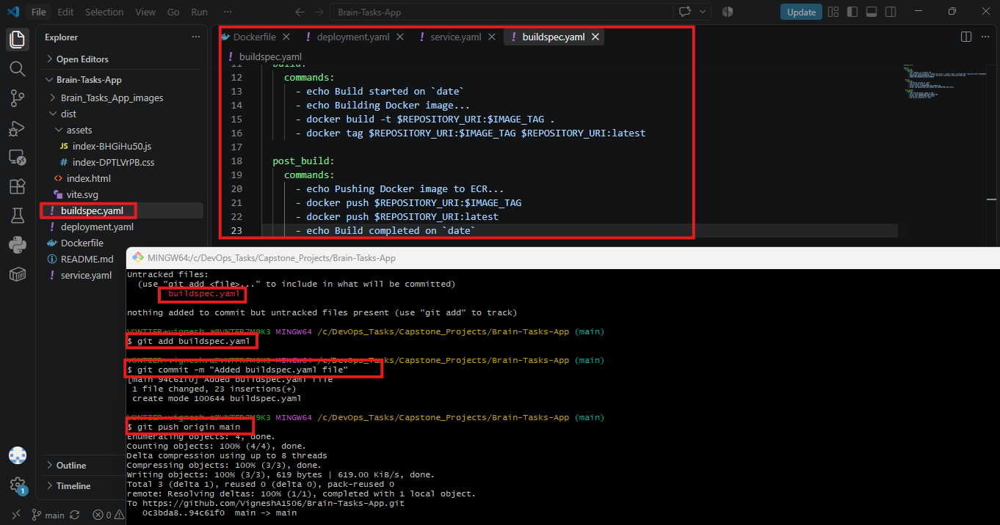 File Edit Selection View Go Run ··· Brain-Tasks-App Update
Explorer ···
Open Editors
Brain-Tasks-App
Brain_Tasks_App_images
dist
assets
JS index-BHGiHu50.js
# index-DPTLVrPB.css
<> index.html
vite.svg
! buildspec.yaml
! deployment.yaml
Dockerfile
README.md
! service.yaml
Outline
Timeline
1
main 0
Dockerfile ! deployment.yaml ! service.yaml ! buildspec.yaml
! buildspec.yaml
11 build:
12 commands:
13 - echo Build started on `date`
14 - echo Building Docker image...
15 - docker build -t $REPOSITORY_URI:$IMAGE_TAG .
16 - docker tag $REPOSITORY_URI:$IMAGE_TAG $REPOSITORY_URI:latest
17
18 post_build:
19 commands:
20 - echo Pushing Docker image to ECR...
21 - docker push $REPOSITORY_URI:$IMAGE_TAG
22 - docker push $REPOSITORY_URI:latest
23 - echo Build completed on `date`
MINGW64:/c/DevOps_Tasks/Capstone_Projects/Brain-Tasks-App
Untracked files:
(use "git add <file>..." to include in what will be committed)
buildspec.yaml
nothing added to commit but untracked files present (use "git add" to track)
MINGW64 /c/DevOps_Tasks/Capstone_Projects/Brain-Tasks-App (main)
$ git add buildspec.yaml
MINGW64 /c/DevOps_Tasks/Capstone_Projects/Brain-Tasks-App (main)
$ git commit -m "Added buildspec.yaml file"
[main 94c61f0] Added buildspec.yaml file
1 file changed, 23 insertions(+)
create mode 100644 buildspec.yaml
MINGW64 /c/DevOps_Tasks/Capstone_Projects/Brain-Tasks-App (main)
$ git push origin main
Enumerating objects: 4, done.
Counting objects: 100% (4/4), done.
Delta compression using up to 8 threads
Compressing objects: 100% (3/3), done.
Writing objects: 100% (3/3), 619 bytes | 619.00 KiB/s, done.
Total 3 (delta 1), reused 0 (delta 0), pack-reused 0
remote: Resolving deltas: 100% (1/1), completed with 1 local object.
To https://github.com/VigneshA1506/Brain-Tasks-App.git
0c3bda8..94c61f0 main -> main